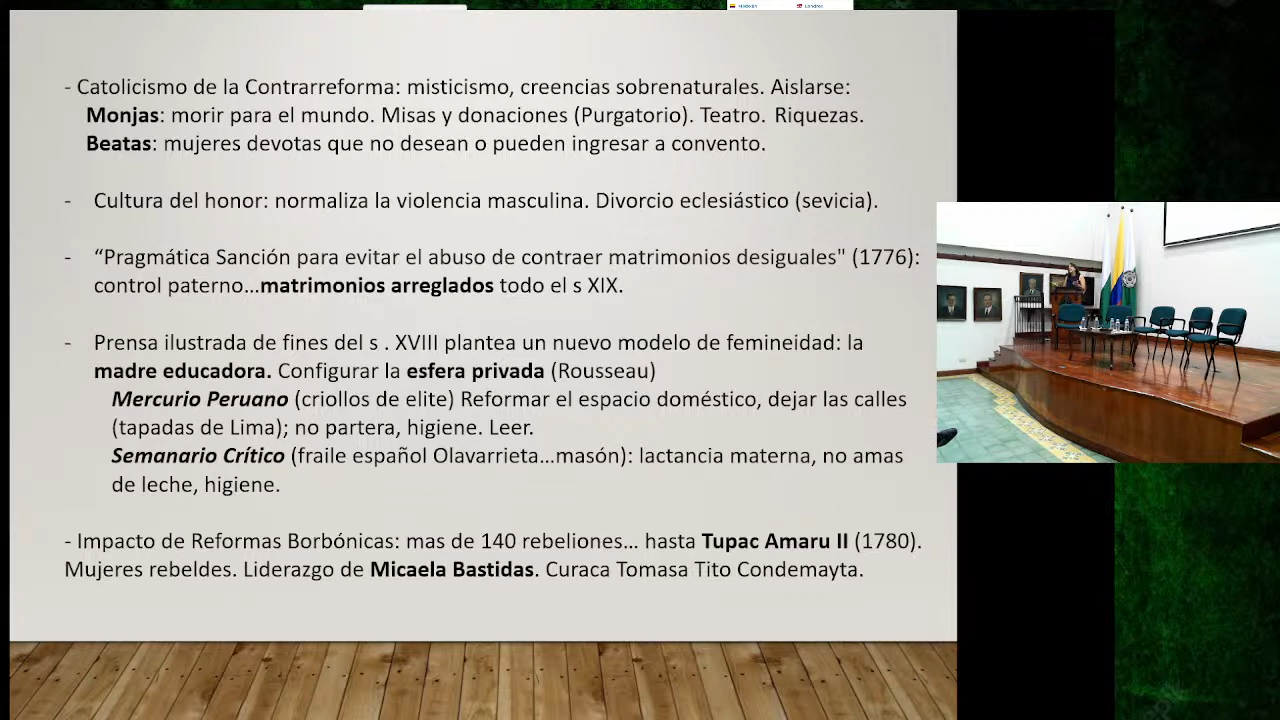 Medellín
Londres
- Catolicismo de la Contrarreforma: misticismo, creencias sobrenaturales. Aislarse:
Monjas: morir para el mundo. Misas y donaciones (Purgatorio). Teatro. Riquezas.
Beatas: mujeres devotas que no desean o pueden ingresar a convento.
- Cultura del honor: normaliza la violencia masculina. Divorcio eclesiástico (sevicia).
- “Pragmática Sanción para evitar el abuso de contraer matrimonios desiguales" (1776):
control paterno…matrimonios arreglados todo el s XIX.
- Prensa ilustrada de fines del s . XVIII plantea un nuevo modelo de femineidad: la
madre educadora. Configurar la esfera privada (Rousseau)
Mercurio Peruano (criollos de elite) Reformar el espacio doméstico, dejar las calles
(tapadas de Lima); no partera, higiene. Leer.
Semanario Crítico (fraile español Olavarrieta…masón): lactancia materna, no amas
de leche, higiene.
- Impacto de Reformas Borbónicas: mas de 140 rebeliones… hasta Tupac Amaru II (1780).
Mujeres rebeldes. Liderazgo de Micaela Bastidas. Curaca Tomasa Tito Condemayta.